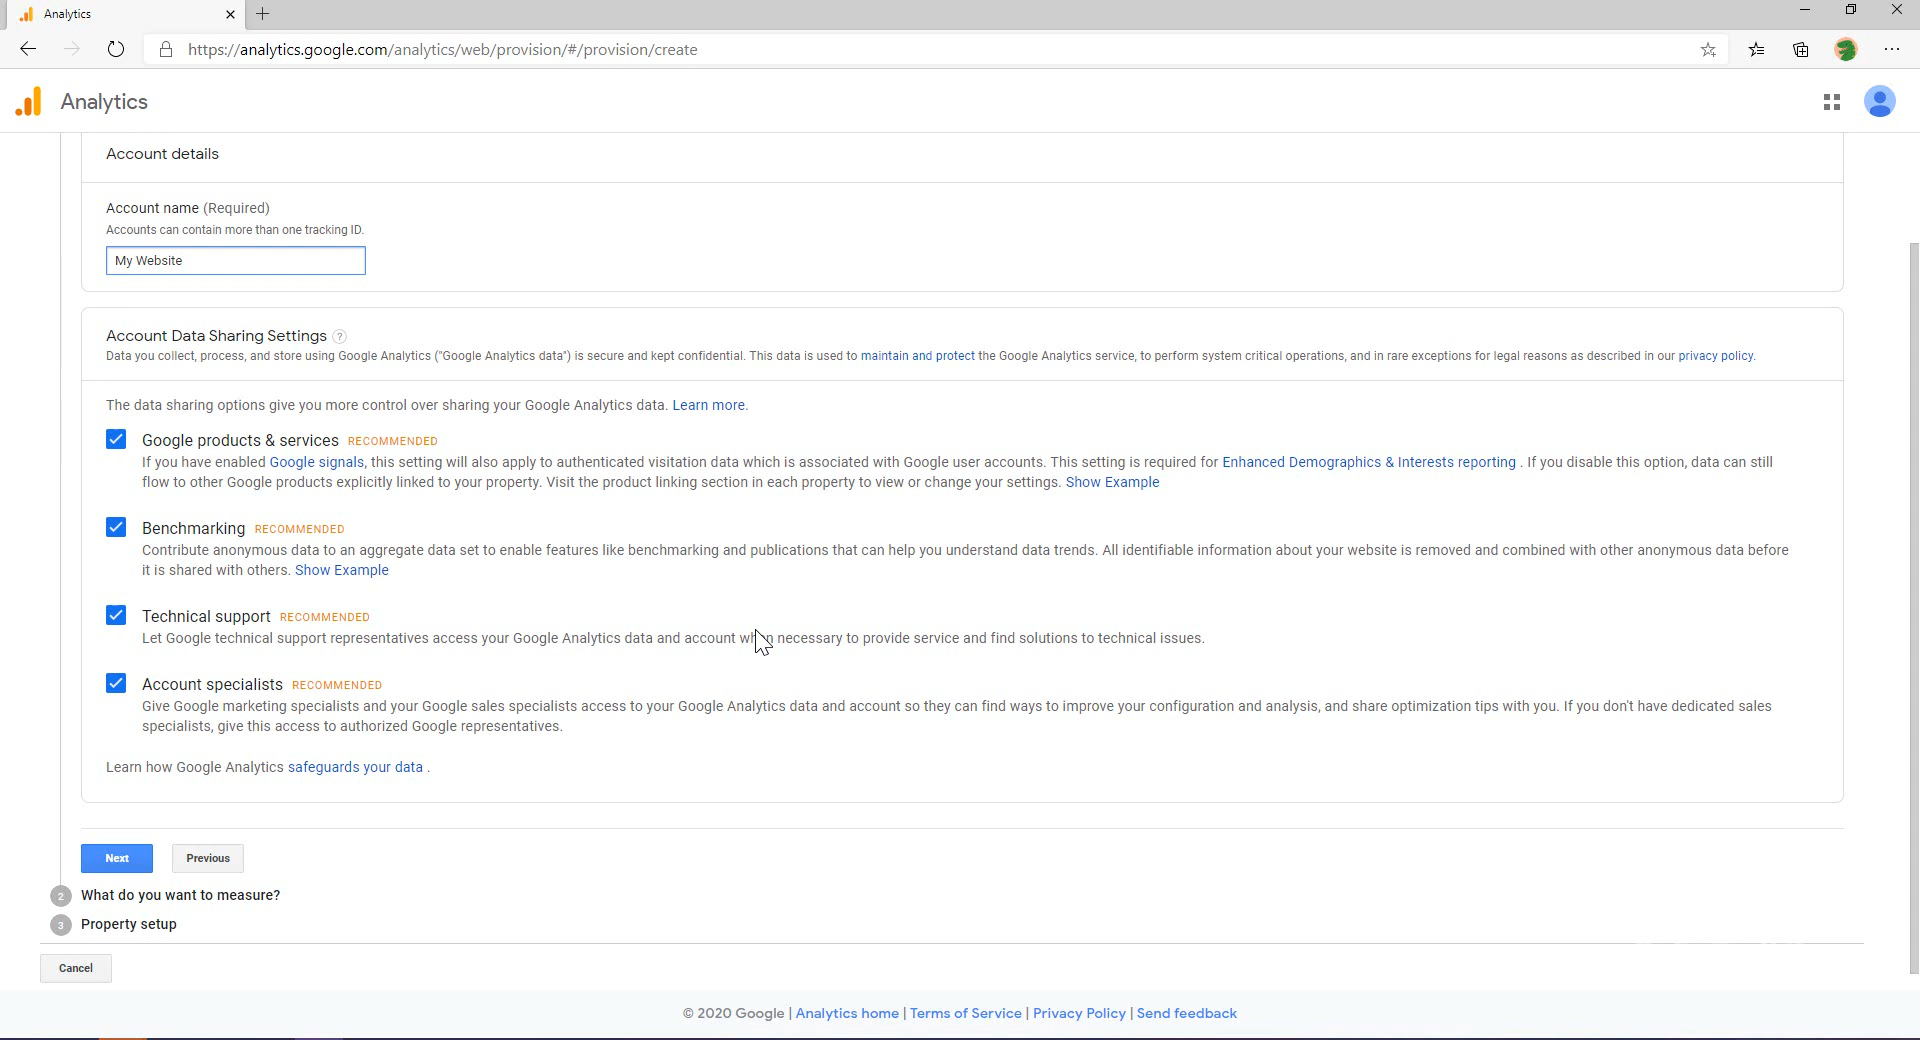 Analytics
https://analytics.google.com/analytics/web/provision/#/provision/create
Analytics
Account details
Account name (Required)
Accounts can contain more than one tracking ID.
My Website
Account Data Sharing Settings ?
Data you collect, process, and store using Google Analytics ("Google Analytics data") is secure and kept confidential. This data is used to maintain and protect the Google Analytics service, to perform system critical operations, and in rare exceptions for legal reasons as described in our privacy policy.
The data sharing options give you more control over sharing your Google Analytics data. Learn more.
Google products & services RECOMMENDED
If you have enabled Google signals, this setting will also apply to authenticated visitation data which is associated with Google user accounts. This setting is required for Enhanced Demographics & Interests reporting . If you disable this option, data can still
flow to other Google products explicitly linked to your property. Visit the product linking section in each property to view or change your settings. Show Example
Benchmarking RECOMMENDED
Contribute anonymous data to an aggregate data set to enable features like benchmarking and publications that can help you understand data trends. All identifiable information about your website is removed and combined with other anonymous data before
it is shared with others. Show Example
Technical support RECOMMENDED
Let Google technical support representatives access your Google Analytics data and account when necessary to provide service and find solutions to technical issues.
Account specialists RECOMMENDED
Give Google marketing specialists and your Google sales specialists access to your Google Analytics data and account so they can find ways to improve your configuration and analysis, and share optimization tips with you. If you don't have dedicated sales
specialists, give this access to authorized Google representatives.
Learn how Google Analytics safeguards your data .
Next Previous
2 What do you want to measure?
3 Property setup
Cancel
© 2020 Google | Analytics home | Terms of Service | Privacy Policy | Send feedback